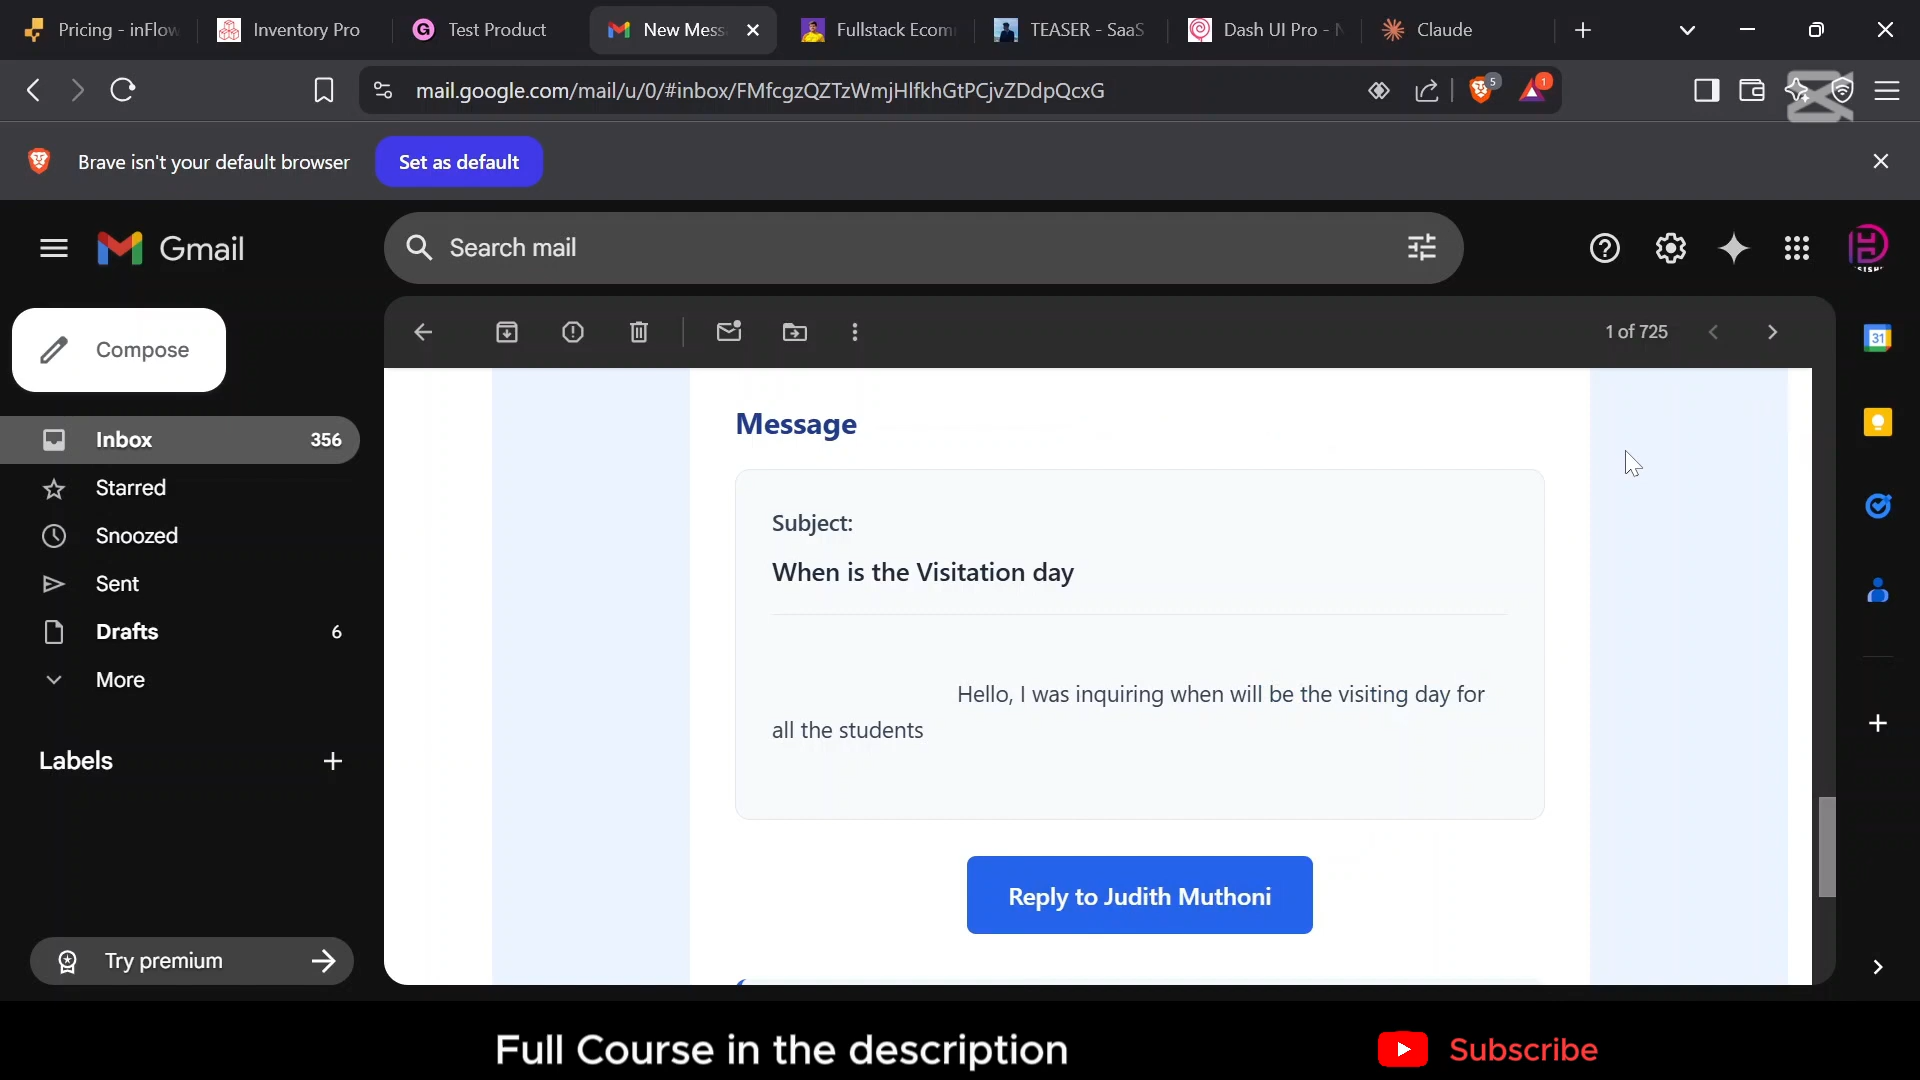 Pricing - inFlow
Inventory Pro
Test Product
New Mess
Fullstack Ecom
TEASER - SaaS
Dash UI Pro - N
Claude
mail.google.com/mail/u/0/#inbox/FMfcgzQZTzWmjHlfkhGtPCjvZDdpQcxG
5
1
Brave isn't your default browser
Set as default
Gmail
Search mail
Compose
1 of 725
31
Inbox 356
Starred
Snoozed
Sent
Drafts 6
More
Labels
Try premium
Message
Subject:
When is the Visitation day
Hello, I was inquiring when will be the visiting day for
all the students
Reply to Judith Muthoni
Full Course in the description
Subscribe